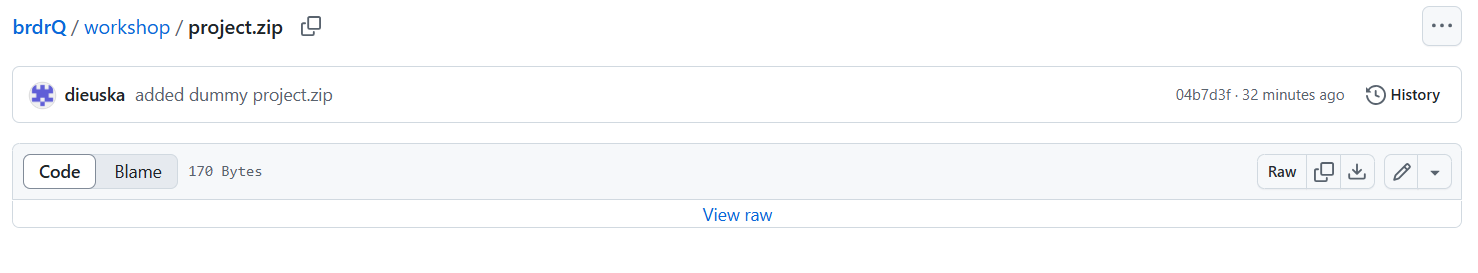 brdrQ / workshop / project.zip
dieuska added dummy project.zip 04b7d3f · 32 minutes ago History
Code Blame 170 Bytes Raw
View raw